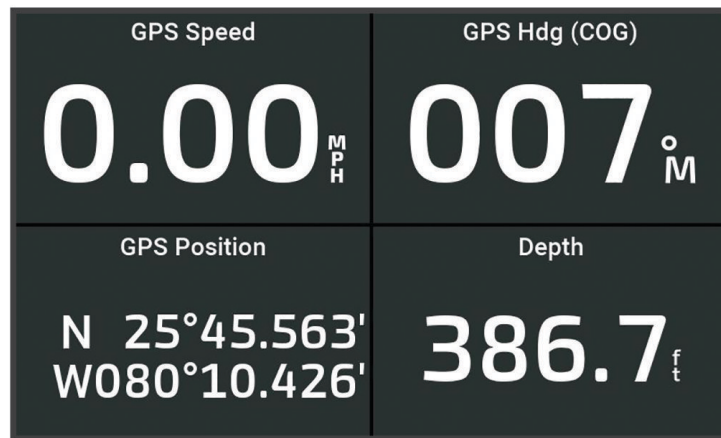 GPS Speed
0.00 MPH
GPS Hdg (COG)
007°M
GPS Position
N 25°45.563'
W080°10.426'
Depth
386.7 ft